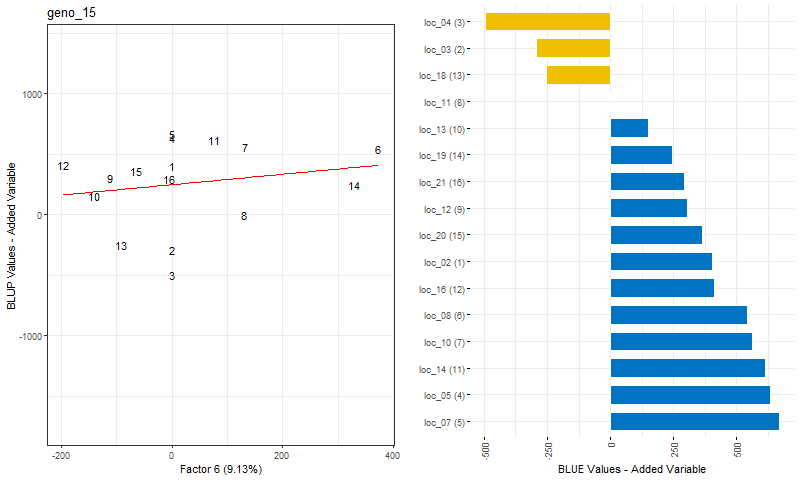 geno_15
BLUP Values - Added Variable
1000
0
-1000
5
4
11
7
6
12
1
15
9
16
24
10
8
13
2
3
-200
0
200
400
Factor 6 (9.13%)
loc_04 (3)
loc_03 (2)
loc_18 (13)
loc_11 (8)
loc_13 (10)
loc_19 (14)
loc_21 (16)
loc_12 (9)
loc_20 (15)
loc_02 (1)
loc_16 (12)
loc_08 (6)
loc_10 (7)
loc_14 (11)
loc_05 (4)
loc_07 (5)
-500
-250
0
250
500
BLUE Values - Added Variable